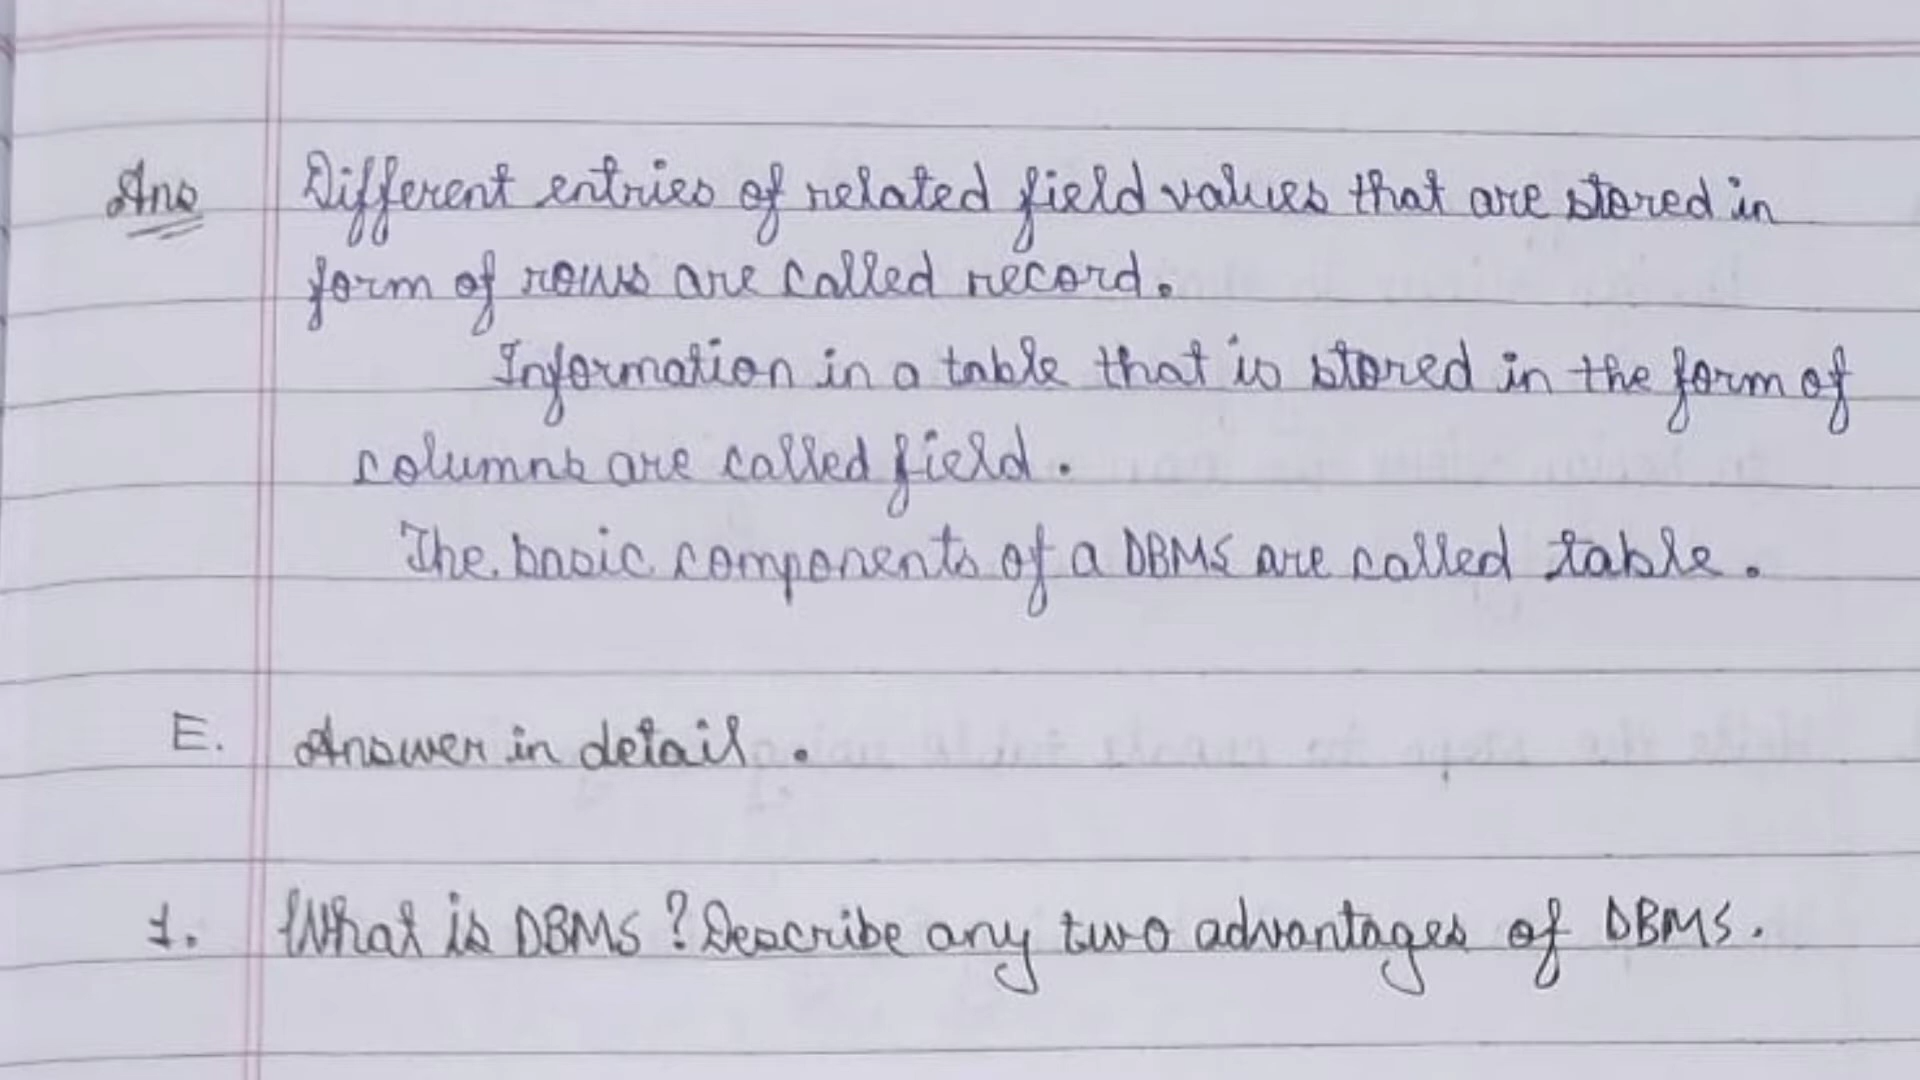 Ans Different entries of related field values that are stored in
form of rows are called record.
Information in a table that is stored in the form of
columns are called field.
The basic components of a DBMS are called table.
E. Answer in detail.
1. What is DBMS? Describe any two advantages of DBMS.